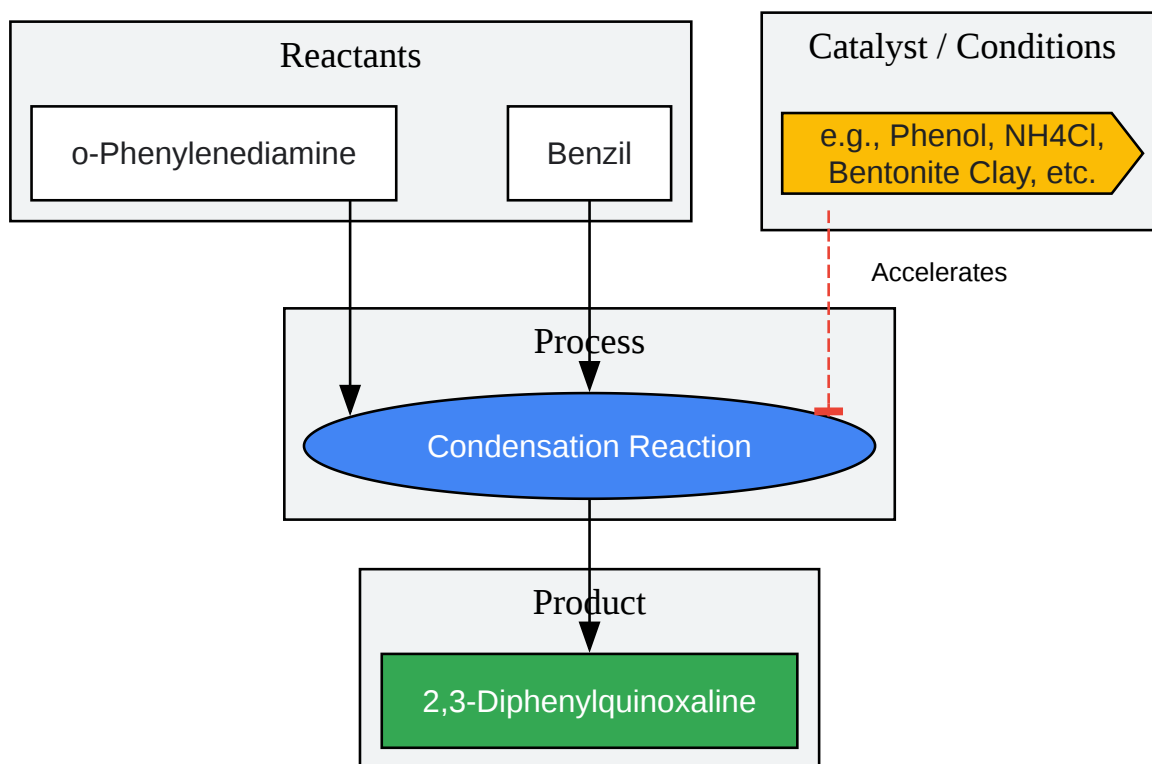 Reactants
o-Phenylenediamine
Benzil
Catalyst / Conditions
e.g., Phenol, NH4Cl,
Bentonite Clay, etc.
Accelerates
Process
Condensation Reaction
Product
2,3-Diphenylquinoxaline